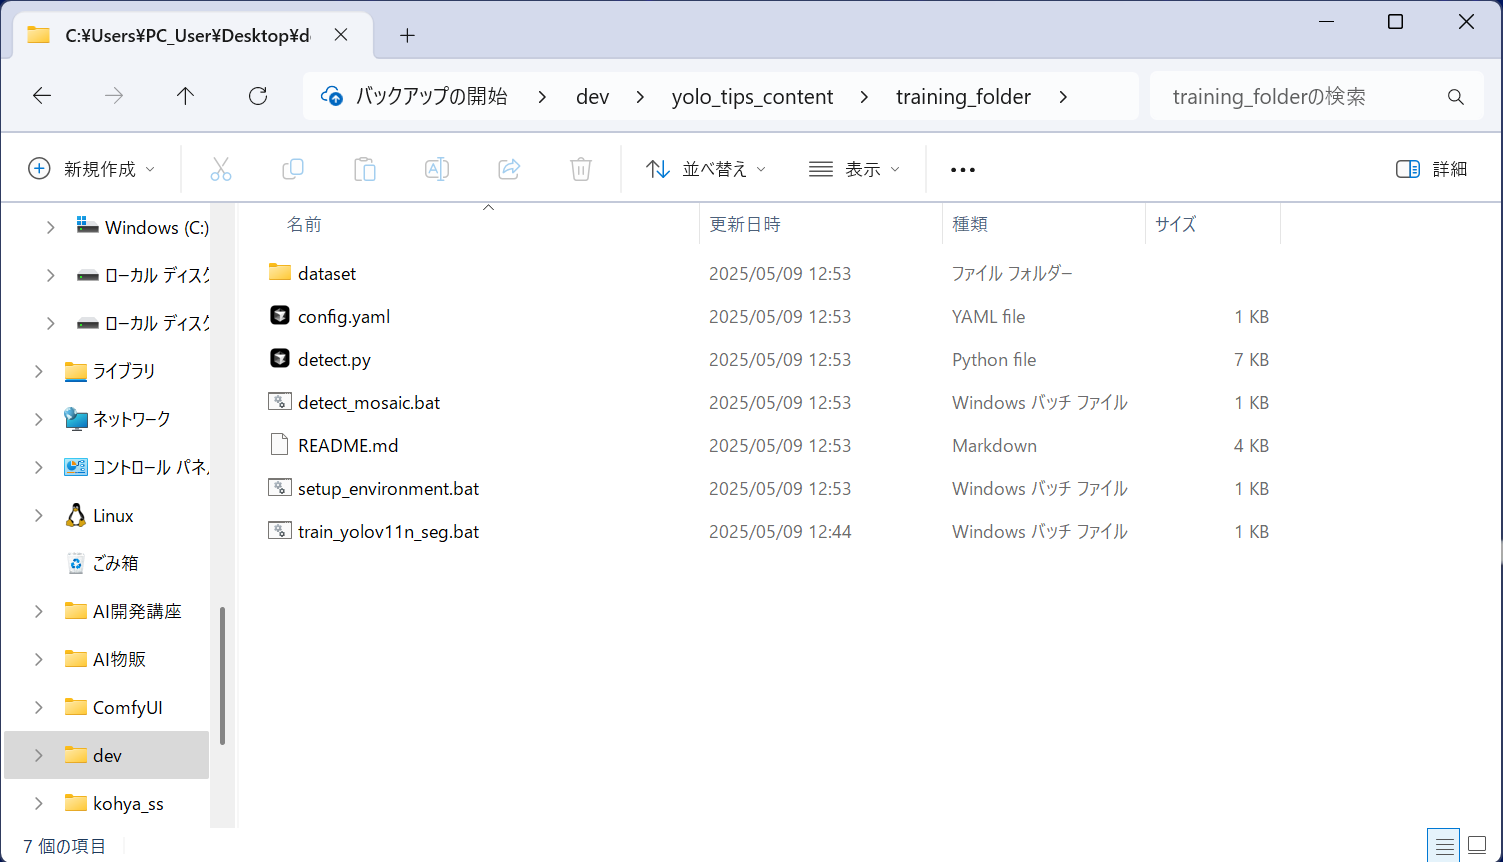 C:¥Users¥PC_User¥Desktop¥d
バックアップの開始 dev yolo_tips_content training_folder
training_folderの検索
新規作成 並べ替え 表示 ••• 詳細
Windows (C:)
ローカル ディスク
ローカル ディスク
ライブラリ
ネットワーク
コントロール パネ
Linux
ごみ箱
AI開発講座
AI物販
ComfyUI
dev
kohya_ss
名前 更新日時 種類 サイズ
dataset 2025/05/09 12:53 ファイル フォルダー
config.yaml 2025/05/09 12:53 YAML file 1 KB
detect.py 2025/05/09 12:53 Python file 7 KB
detect_mosaic.bat 2025/05/09 12:53 Windows バッチ ファイル 1 KB
README.md 2025/05/09 12:53 Markdown 4 KB
setup_environment.bat 2025/05/09 12:53 Windows バッチ ファイル 1 KB
train_yolov11n_seg.bat 2025/05/09 12:44 Windows バッチ ファイル 1 KB
7 個の項目